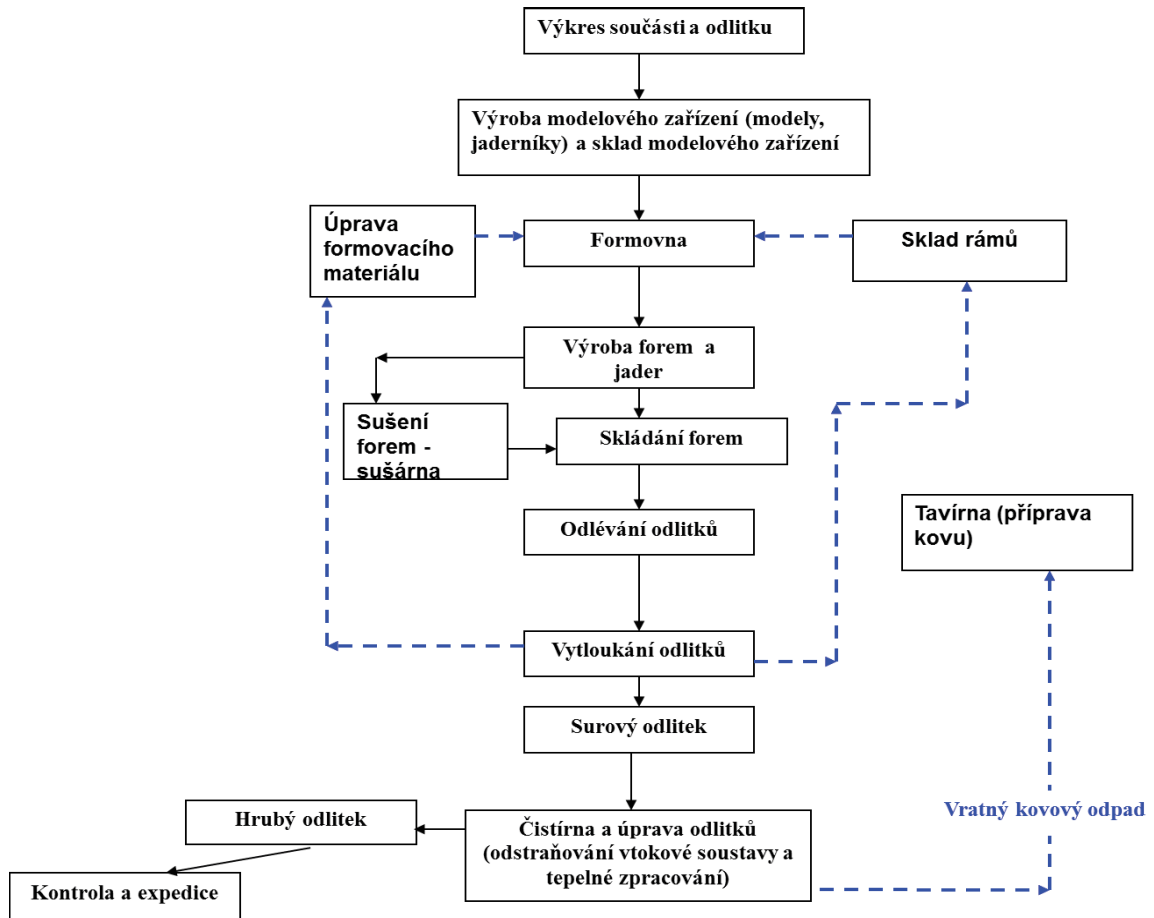 Výkres součásti a odlitku
Výroba modelového zařízení (modely,
jaderníky) a sklad modelového zařízení
Úprava
formovacího
materiálu
Formovna
Sklad rámů
Výroba forem a
jader
Sušení
forem -
sušárna
Skládání forem
Odlévání odlitků
Tavírna (příprava
kovu)
Vytloukání odlitků
Surový odlitek
Hrubý odlitek
Čistírna a úprava odlitků
(odstraňování vtokové soustavy a
tepelné zpracování)
Vratný kovový odpad
Kontrola a expedice